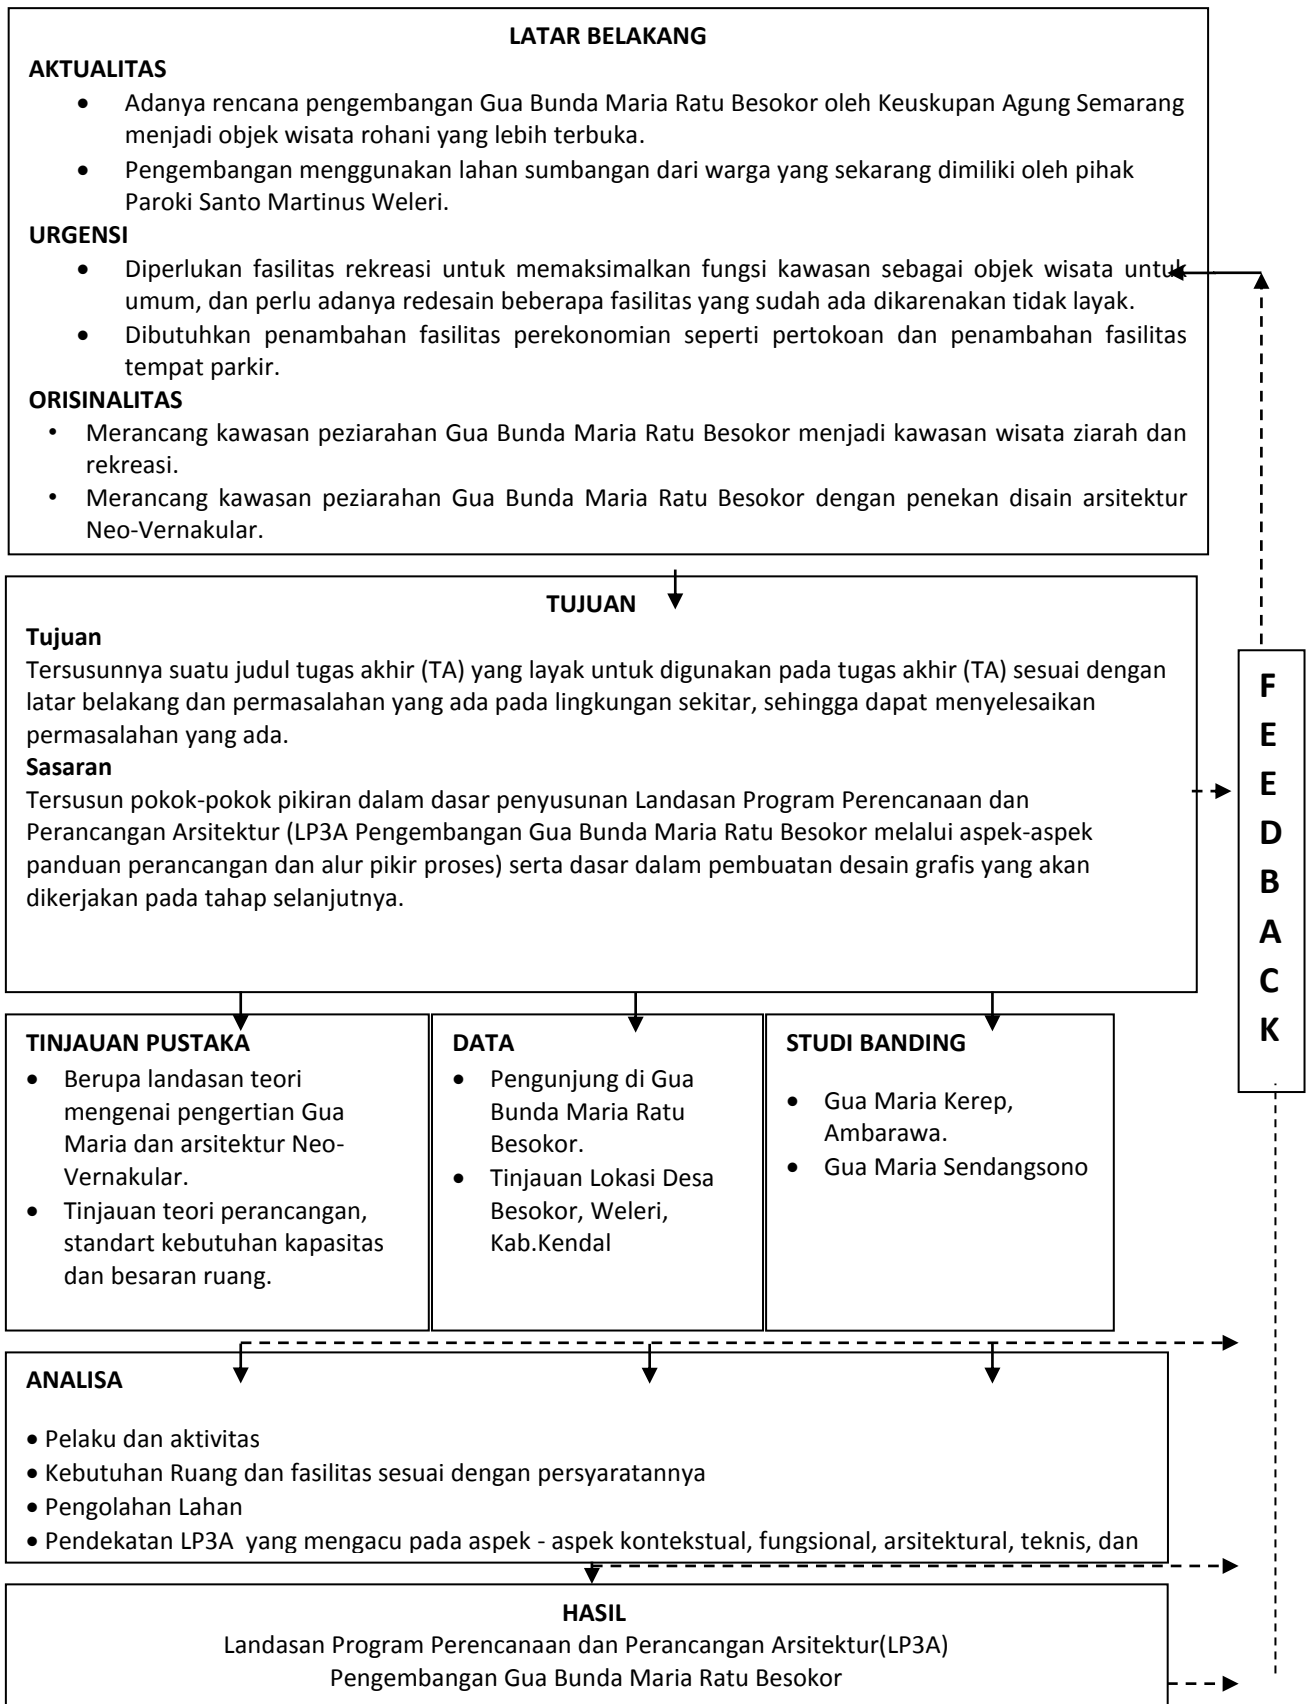 LATAR BELAKANG
AKTUALITAS
• Adanya rencana pengembangan Gua Bunda Maria Ratu Besokor oleh Keuskupan Agung Semarang
menjadi objek wisata rohani yang lebih terbuka.
• Pengembangan menggunakan lahan sumbangan dari warga yang sekarang dimiliki oleh pihak
Paroki Santo Martinus Weleri.
URGENSI
• Diperlukan fasilitas rekreasi untuk memaksimalkan fungsi kawasan sebagai objek wisata untuk
umum, dan perlu adanya redesain beberapa fasilitas yang sudah ada dikarenakan tidak layak.
• Dibutuhkan penambahan fasilitas perekonomian seperti pertokoan dan penambahan fasilitas
tempat parkir.
ORISINALITAS
• Merancang kawasan peziarahan Gua Bunda Maria Ratu Besokor menjadi kawasan wisata ziarah dan
rekreasi.
• Merancang kawasan peziarahan Gua Bunda Maria Ratu Besokor dengan penekan disain arsitektur
Neo-Vernakular.
TUJUAN
Tujuan
Tersusunnya suatu judul tugas akhir (TA) yang layak untuk digunakan pada tugas akhir (TA) sesuai dengan
latar belakang dan permasalahan yang ada pada lingkungan sekitar, sehingga dapat menyelesaikan
permasalahan yang ada.
Sasaran
Tersusun pokok-pokok pikiran dalam dasar penyusunan Landasan Program Perencanaan dan
Perancangan Arsitektur (LP3A Pengembangan Gua Bunda Maria Ratu Besokor melalui aspek-aspek
panduan perancangan dan alur pikir proses) serta dasar dalam pembuatan desain grafis yang akan
dikerjakan pada tahap selanjutnya.
F
E
E
D
B
A
C
K
TINJAUAN PUSTAKA
• Berupa landasan teori
mengenai pengertian Gua
Maria dan arsitektur Neo-
Vernakular.
• Tinjauan teori perancangan,
standart kebutuhan kapasitas
dan besaran ruang.
DATA
• Pengunjung di Gua
Bunda Maria Ratu
Besokor.
• Tinjauan Lokasi Desa
Besokor, Weleri,
Kab.Kendal
STUDI BANDING
• Gua Maria Kerep,
Ambarawa.
• Gua Maria Sendangsono
ANALISA
• Pelaku dan aktivitas
• Kebutuhan Ruang dan fasilitas sesuai dengan persyaratannya
• Pengolahan Lahan
• Pendekatan LP3A yang mengacu pada aspek - aspek kontekstual, fungsional, arsitektural, teknis, dan
HASIL
Landasan Program Perencanaan dan Perancangan Arsitektur(LP3A)
Pengembangan Gua Bunda Maria Ratu Besokor